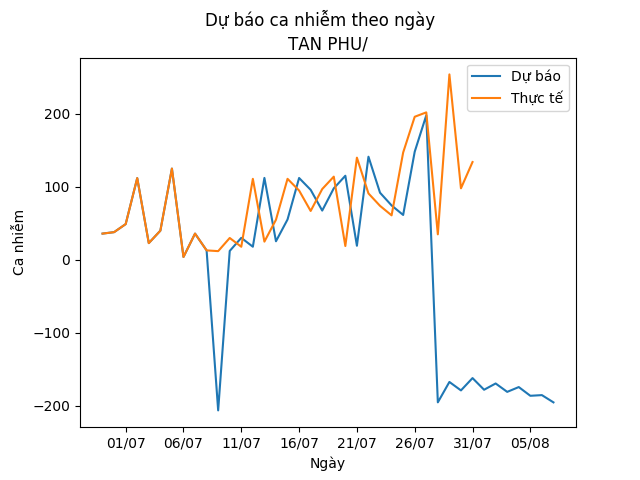 Dự báo ca nhiễm theo ngày
TAN PHU/
Dự báo
Thực tế
Ca nhiễm
200
100
0
−100
−200
01/07 06/07 11/07 16/07 21/07 26/07 31/07 05/08
Ngày